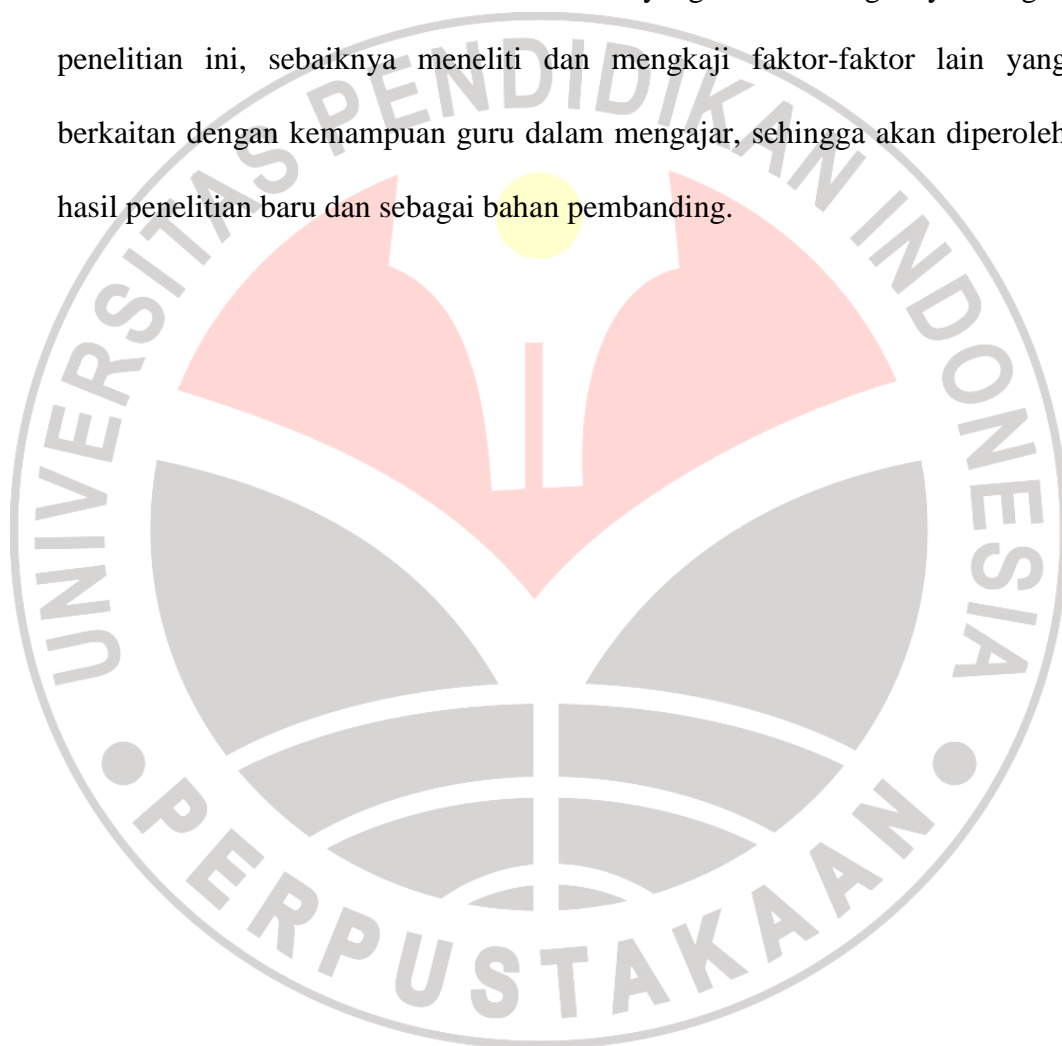 penelitian ini, sebaiknya meneliti dan mengkaji faktor-faktor lain yang
berkaitan dengan kemampuan guru dalam mengajar, sehingga akan diperoleh
hasil penelitian baru dan sebagai bahan pembanding.
UNIVERSITAS PENDIDIKAN INDONESIA
PERPUSTAKAAN